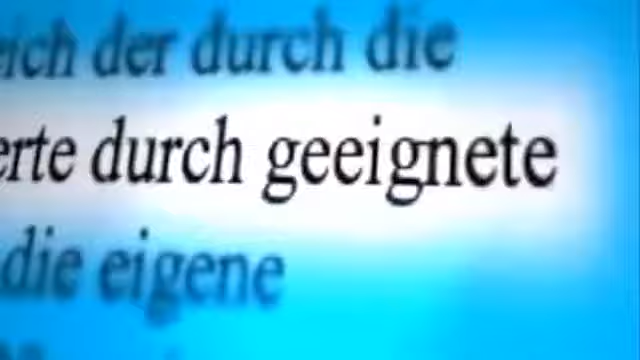 eich der durch die
erte durch geeignete
die eigene